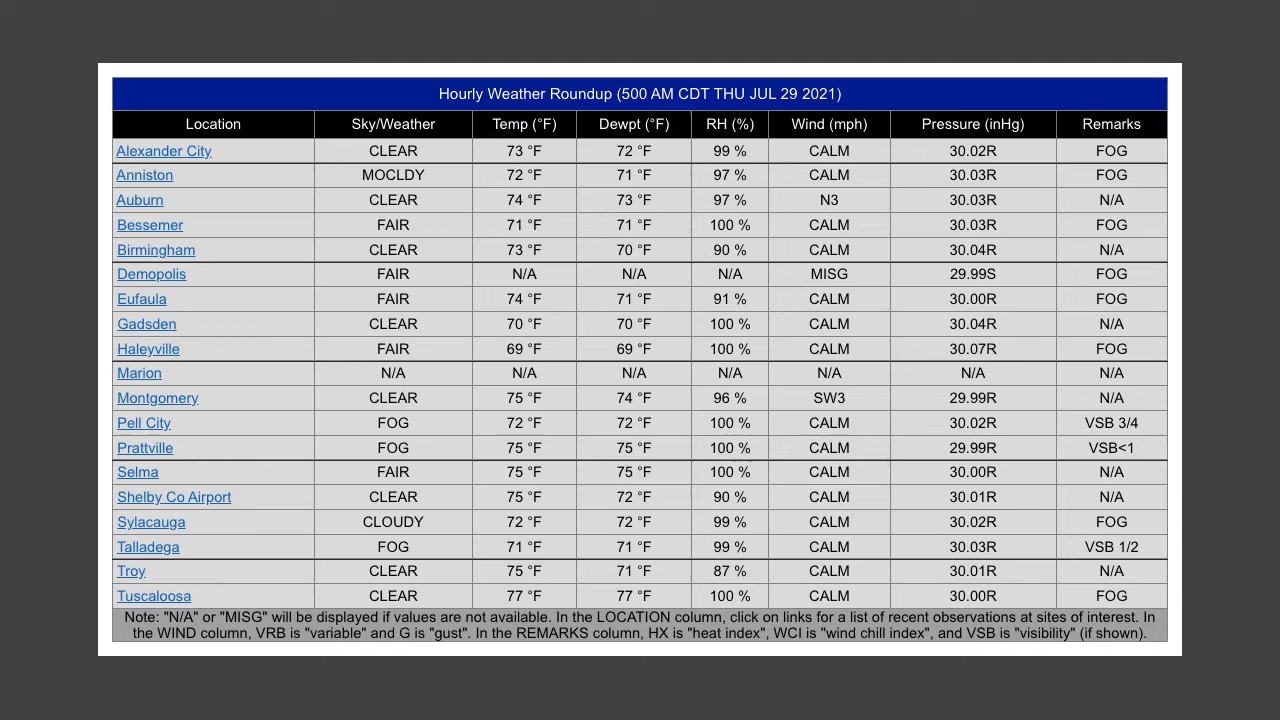 Hourly Weather Roundup (500 AM CDT THU JUL 29 2021)
Location Sky/Weather Temp (°F) Dewpt (°F) RH (%) Wind (mph) Pressure (inHg) Remarks
Alexander City CLEAR 73 °F 72 °F 99 % CALM 30.02R FOG
Anniston MOCLDY 72 °F 71 °F 97 % CALM 30.03R FOG
Auburn CLEAR 74 °F 73 °F 97 % N3 30.03R N/A
Bessemer FAIR 71 °F 71 °F 100 % CALM 30.03R FOG
Birmingham CLEAR 73 °F 70 °F 90 % CALM 30.04R N/A
Demopolis FAIR N/A N/A N/A MISG 29.99S FOG
Eufaula FAIR 74 °F 71 °F 91 % CALM 30.00R FOG
Gadsden CLEAR 70 °F 70 °F 100 % CALM 30.04R N/A
Haleyville FAIR 69 °F 69 °F 100 % CALM 30.07R FOG
Marion N/A N/A N/A N/A N/A N/A N/A
Montgomery CLEAR 75 °F 74 °F 96 % SW3 29.99R N/A
Pell City FOG 72 °F 72 °F 100 % CALM 30.02R VSB 3/4
Prattville FOG 75 °F 75 °F 100 % CALM 29.99R VSB<1
Selma FAIR 75 °F 75 °F 100 % CALM 30.00R N/A
Shelby Co Airport CLEAR 75 °F 72 °F 90 % CALM 30.01R N/A
Sylacauga CLOUDY 72 °F 72 °F 99 % CALM 30.02R FOG
Talladega FOG 71 °F 71 °F 99 % CALM 30.03R VSB 1/2
Troy CLEAR 75 °F 71 °F 87 % CALM 30.01R N/A
Tuscaloosa CLEAR 77 °F 77 °F 100 % CALM 30.00R FOG
Note: "N/A" or "MISG" will be displayed if values are not available. In the LOCATION column, click on links for a list of recent observations at sites of interest. In
the WIND column, VRB is "variable" and G is "gust". In the REMARKS column, HX is "heat index", WCI is "wind chill index", and VSB is "visibility" (if shown).